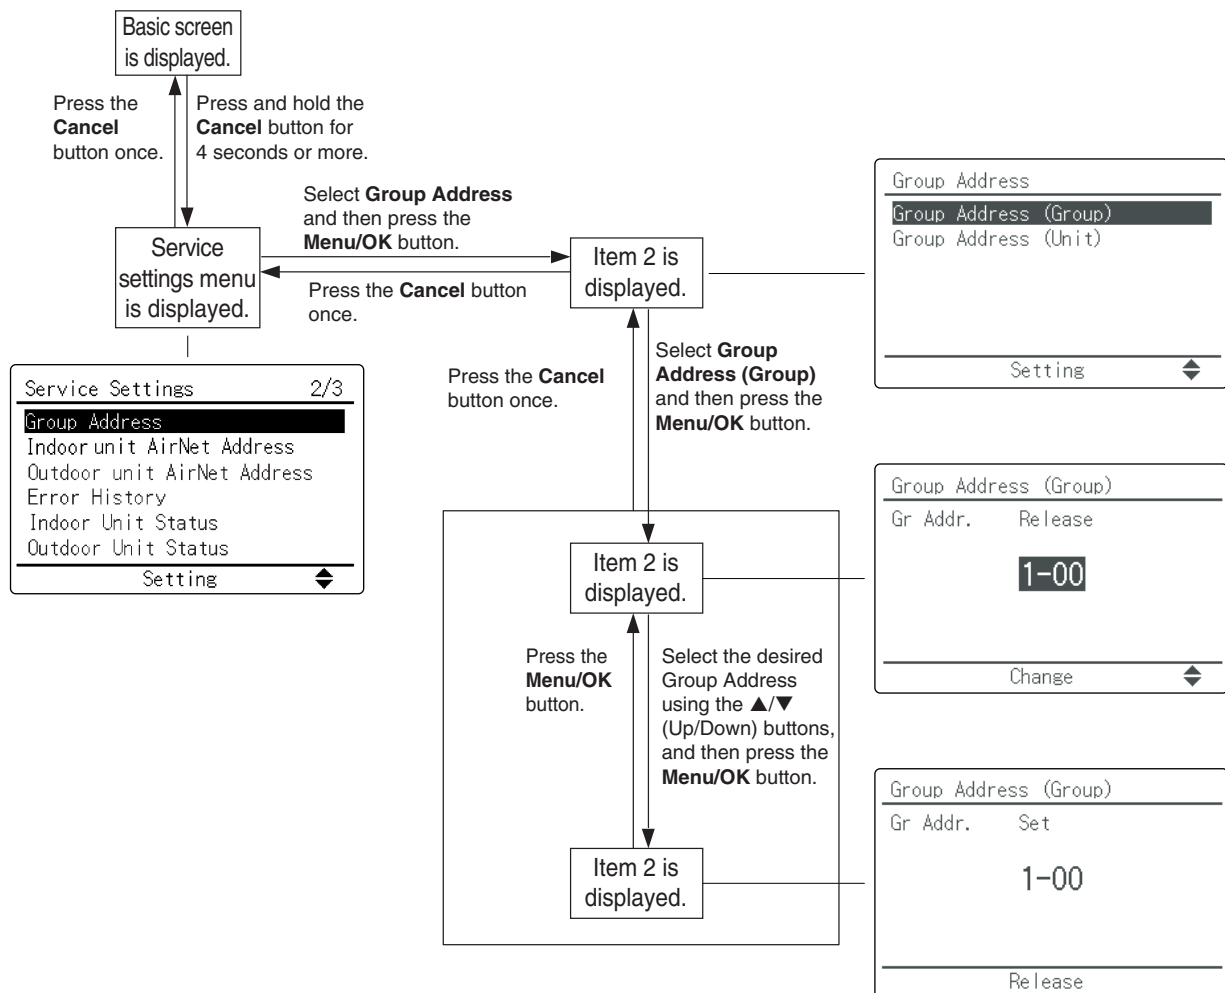 Basic screen
is displayed.
Press the
Cancel
button once.
Press and hold the
Cancel button for
4 seconds or more.
Service
settings menu
is displayed.
Select Group Address
and then press the
Menu/OK button.
Press the Cancel button
once.
Item 2 is
displayed.
Group Address
Group Address (Group)
Group Address (Unit)
Setting
Service Settings 2/3
Group Address
Indoor unit AirNet Address
Outdoor unit AirNet Address
Error History
Indoor Unit Status
Outdoor Unit Status
Setting
Press the Cancel
button once.
Select Group
Address (Group)
and then press the
Menu/OK button.
Item 2 is
displayed.
Group Address (Group)
Gr Addr. Release
1-00
Change
Press the
Menu/OK
button.
Select the desired
Group Address
using the ▲/▼
(Up/Down) buttons,
and then press the
Menu/OK button.
Item 2 is
displayed.
Group Address (Group)
Gr Addr. Set
1-00
Release